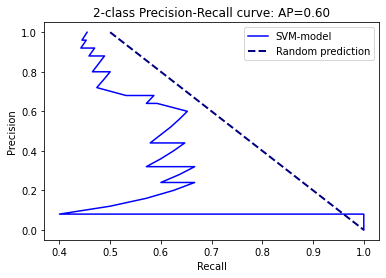 2-class Precision-Recall curve: AP=0.60
SVM-model
Random prediction
Precision
1.0
0.8
0.6
0.4
0.2
0.0
0.4 0.5 0.6 0.7 0.8 0.9 1.0
Recall